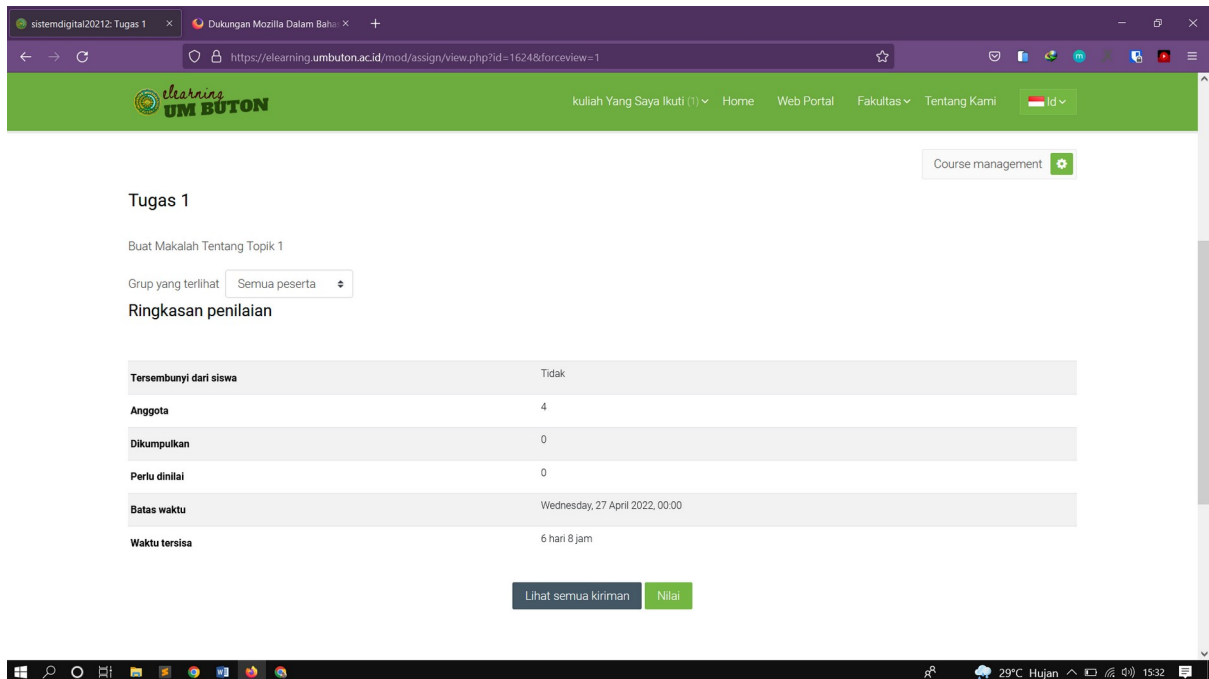 sistemdigital20212: Tugas 1
Dukungan Mozilla Dalam Baha
https://elearning.umbuton.ac.id/mod/assign/view.php?id=1624&forceview=1
elearning
UM BUTON
kuliah Yang Saya Ikuti (1) Home Web Portal Fakultas Tentang Kami Id
Course management
Tugas 1
Buat Makalah Tentang Topik 1
Grup yang terlihat Semua peserta
Ringkasan penilaian
Tersembunyi dari siswa Tidak
Anggota 4
Dikumpulkan 0
Perlu dinilai 0
Batas waktu Wednesday, 27 April 2022, 00:00
Waktu tersisa 6 hari 8 jam
Lihat semua kiriman Nilai
29°C Hujan 15:32